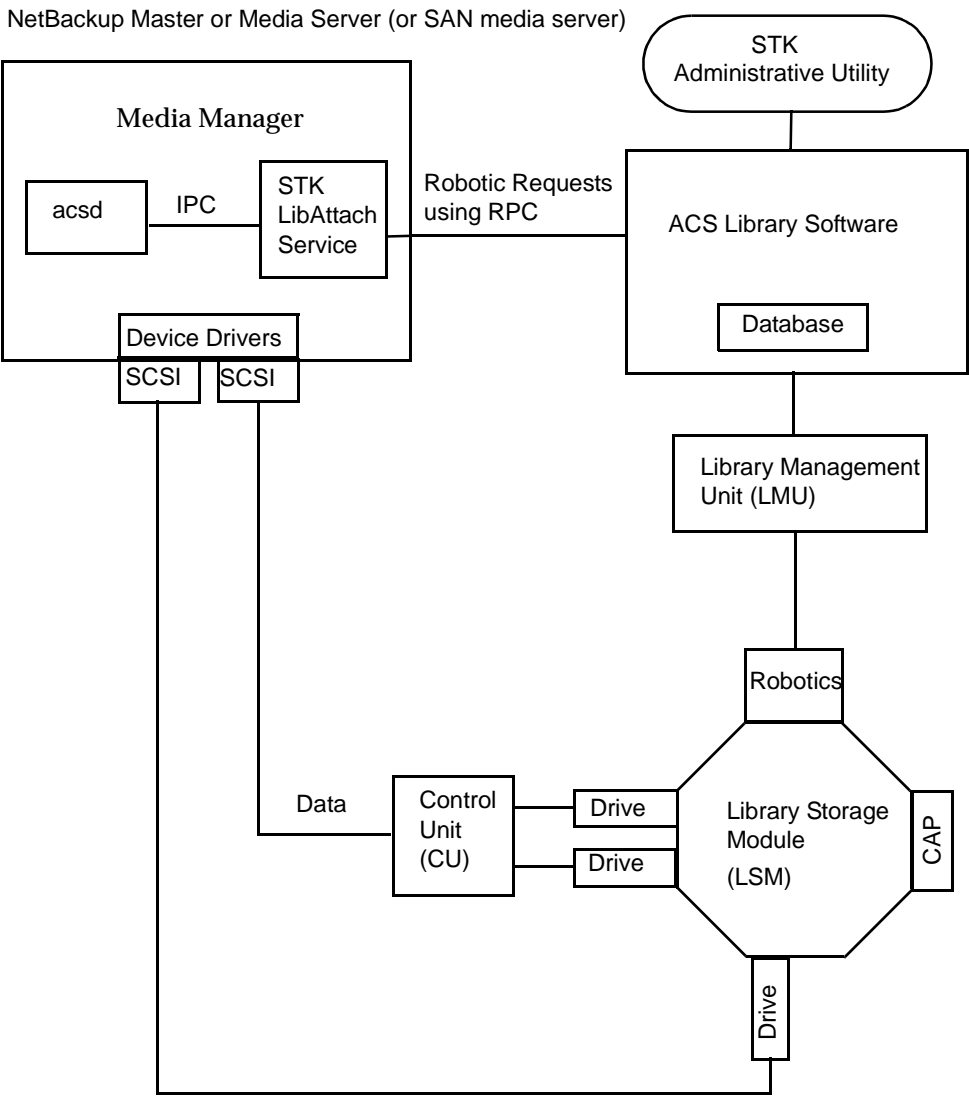 NetBackup Master or Media Server (or SAN media server)
STK
Administrative Utility
Media Manager
acsd
IPC
STK
LibAttach
Service
Robotic Requests
using RPC
ACS Library Software
Database
Device Drivers
SCSI
SCSI
Library Management
Unit (LMU)
Robotics
Data
Control
Unit
(CU)
Drive
Drive
Library Storage
Module
(LSM)
CAP
Drive